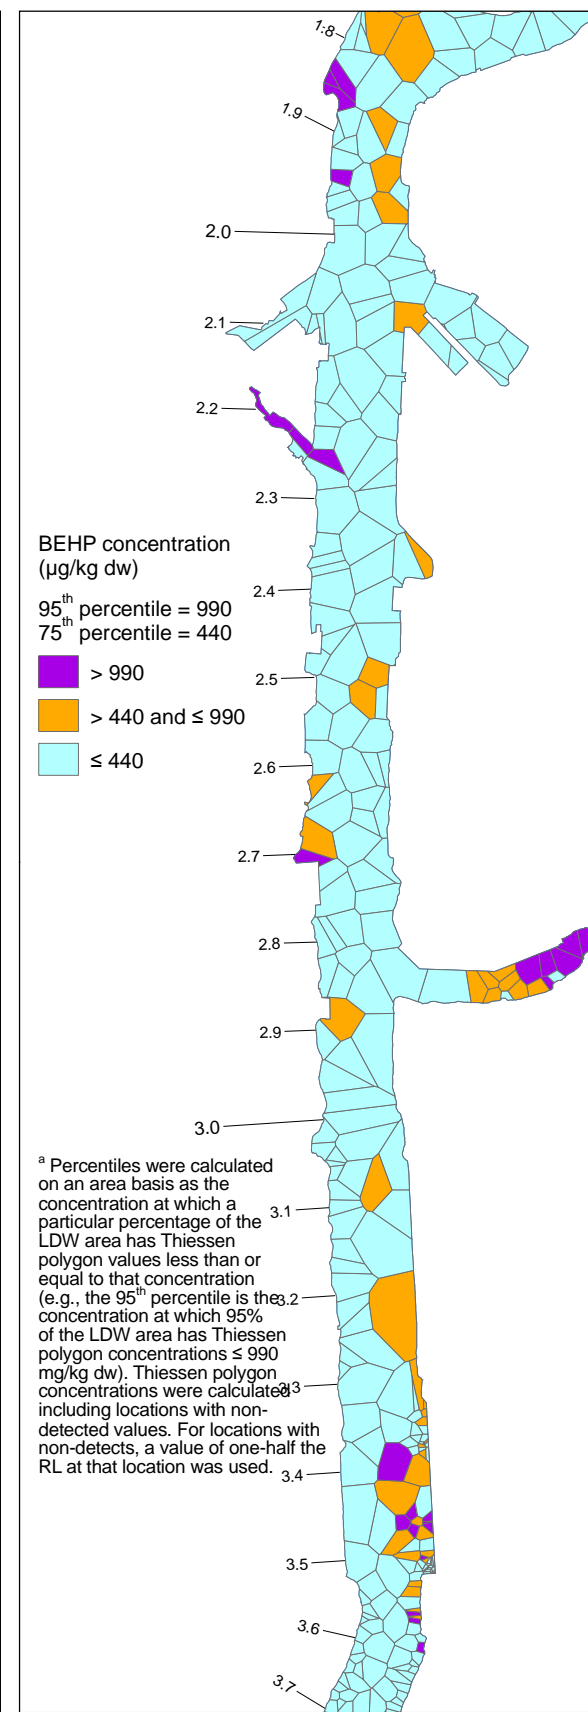 1.8
1.9
2.0
2.1
2.2
2.3
BEHP concentration
(µg/kg dw)
95th percentile = 990
75th percentile = 440
> 990
> 440 and ≤ 990
≤ 440
2.4
2.5
2.6
2.7
2.8
2.9
3.0
a Percentiles were calculated
on an area basis as the
concentration at which a
particular percentage of the
LDW area has Thiessen
polygon values less than or
equal to that concentration
(e.g., the 95th percentile is the
concentration at which 95%
of the LDW area has Thiessen
polygon concentrations ≤ 990
mg/kg dw). Thiessen polygon
concentrations were calculated
including locations with non-
detected values. For locations with
non-detects, a value of one-half the
RL at that location was used.
3.1
3.2
3.3
3.4
3.5
3.6
3.7